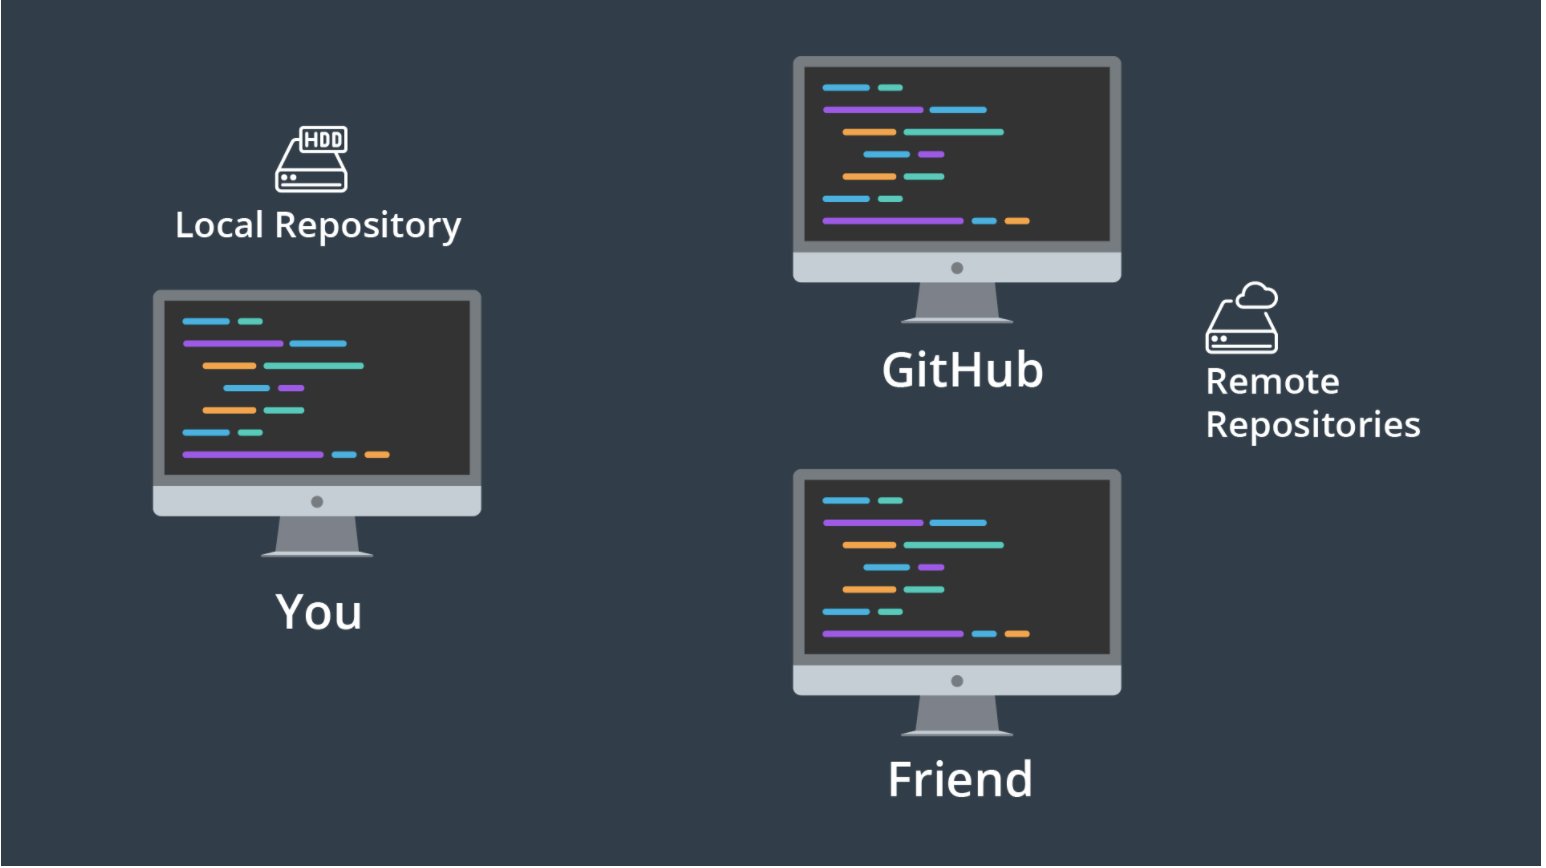 HDD
Local Repository
You
GitHub
Remote
Repositories
Friend